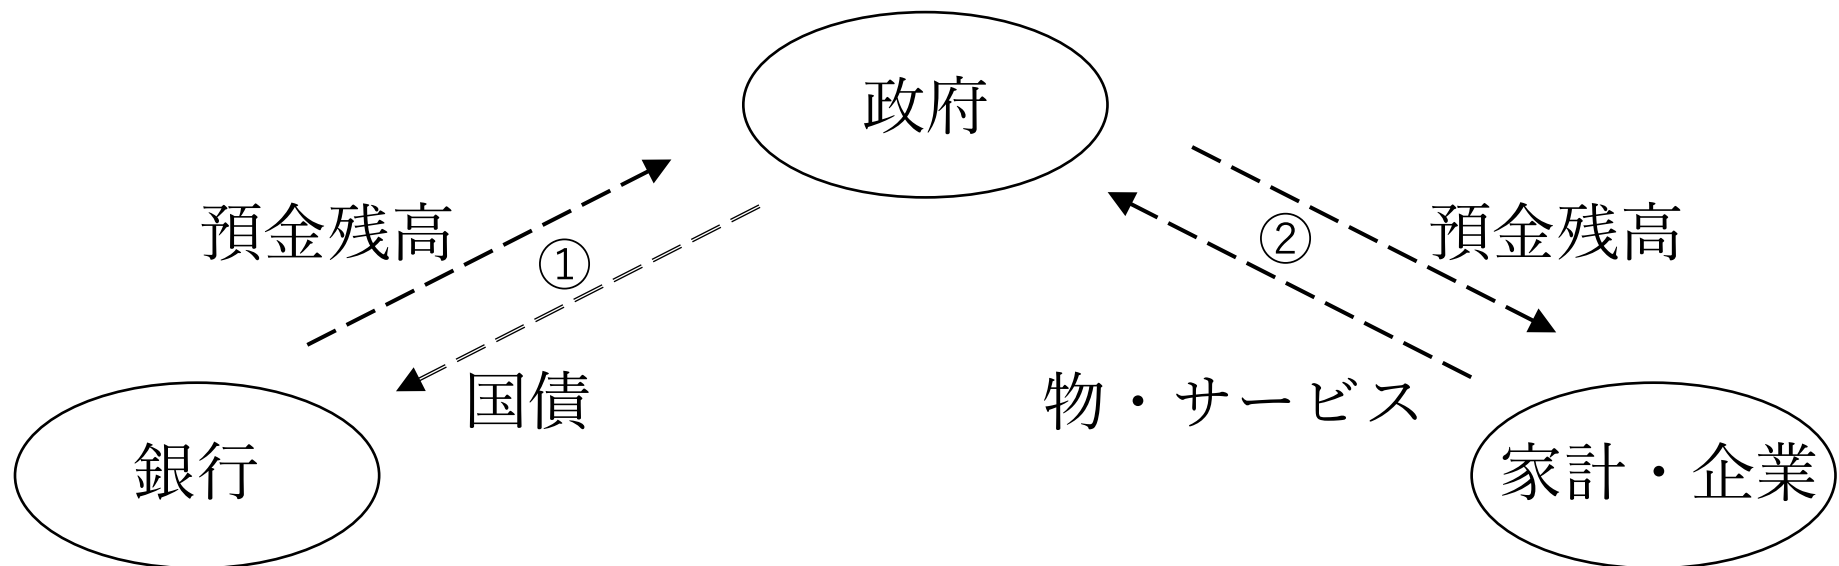 政府
預金残高
①
②
預金残高
国債
物・サービス
銀行
家計・企業